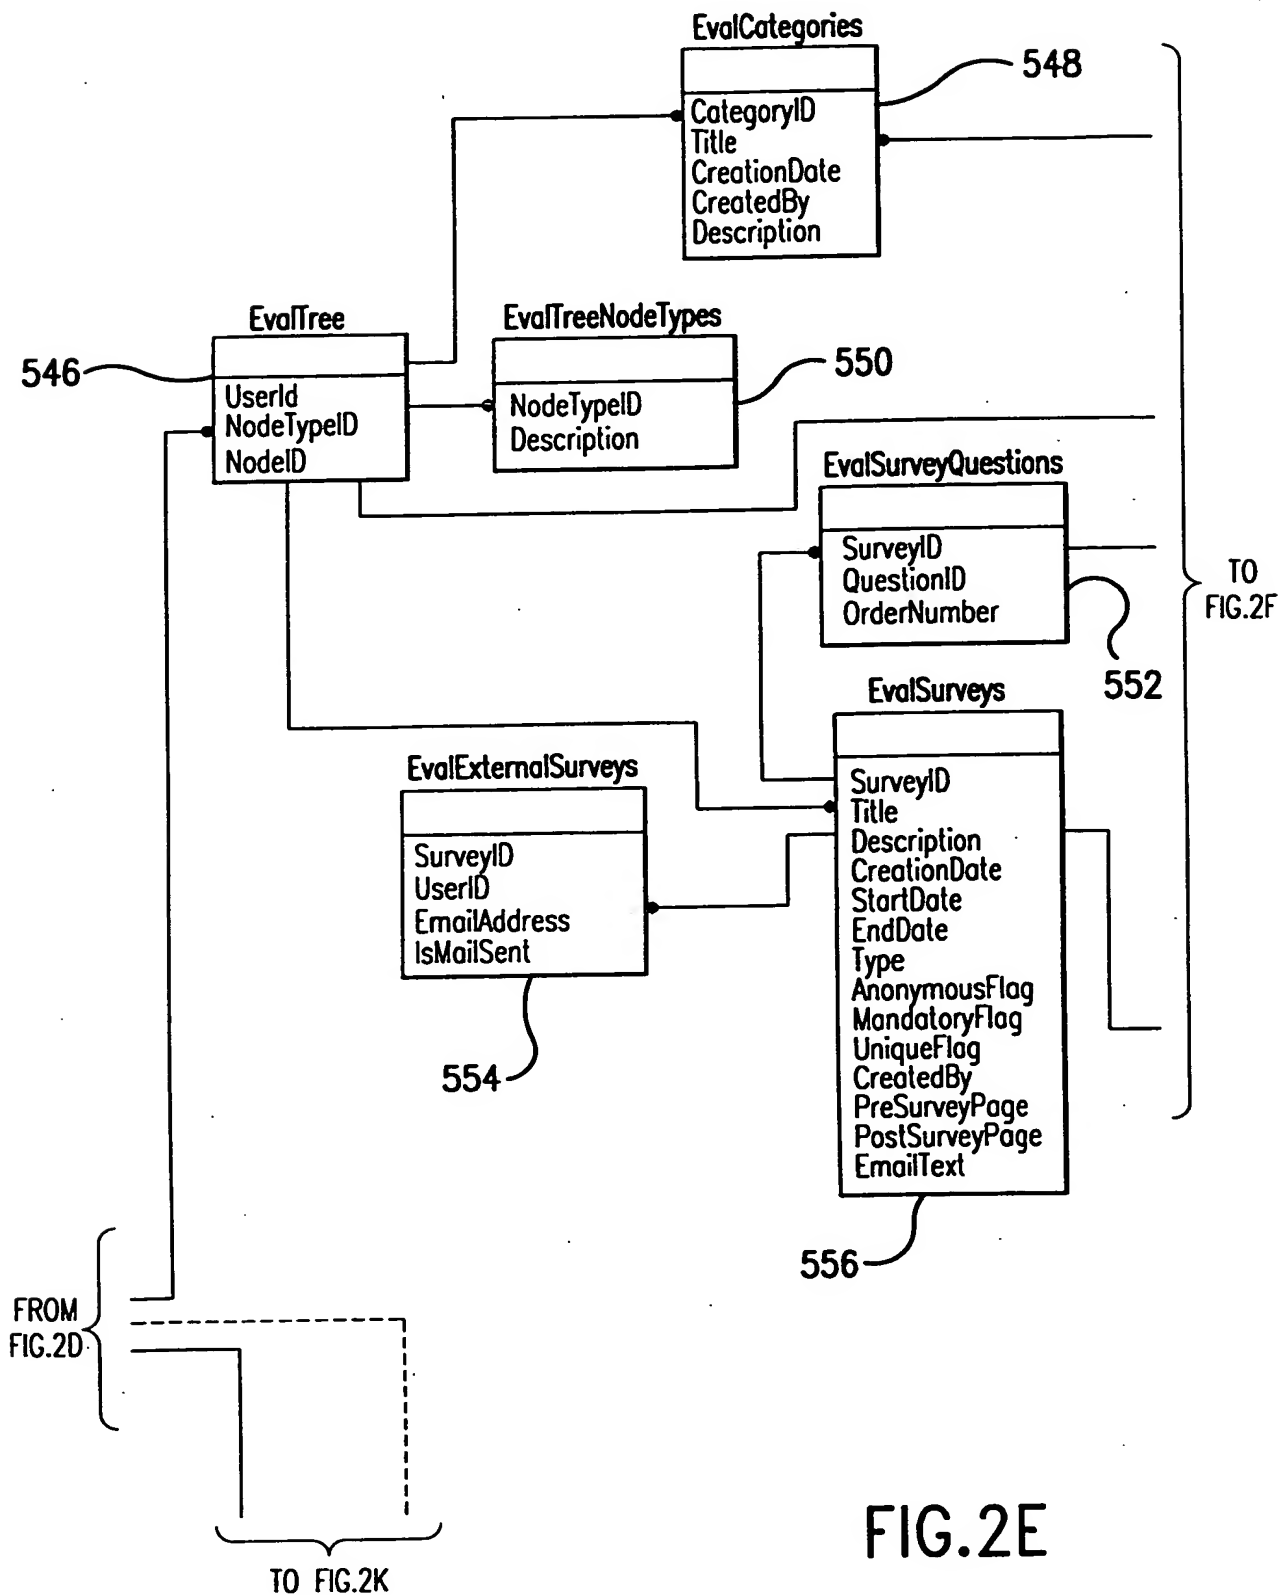 EvalCategories
548
CategoryID
Title
CreationDate
CreatedBy
Description
EvalTree
546
UserId
NodeTypeID
NodeID
EvalTreeNodeTypes
550
NodeTypeID
Description
EvalSurveyQuestions
SurveyID
QuestionID
OrderNumber
552
TO
FIG.2F
EvalSurveys
SurveyID
Title
Description
CreationDate
StartDate
EndDate
Type
AnonymousFlag
MandatoryFlag
UniqueFlag
CreatedBy
PreSurveyPage
PostSurveyPage
EmailText
556
EvalExternalSurveys
SurveyID
UserID
EmailAddress
IsMailSent
554
FROM
FIG.2D
TO FIG.2K
FIG.2E